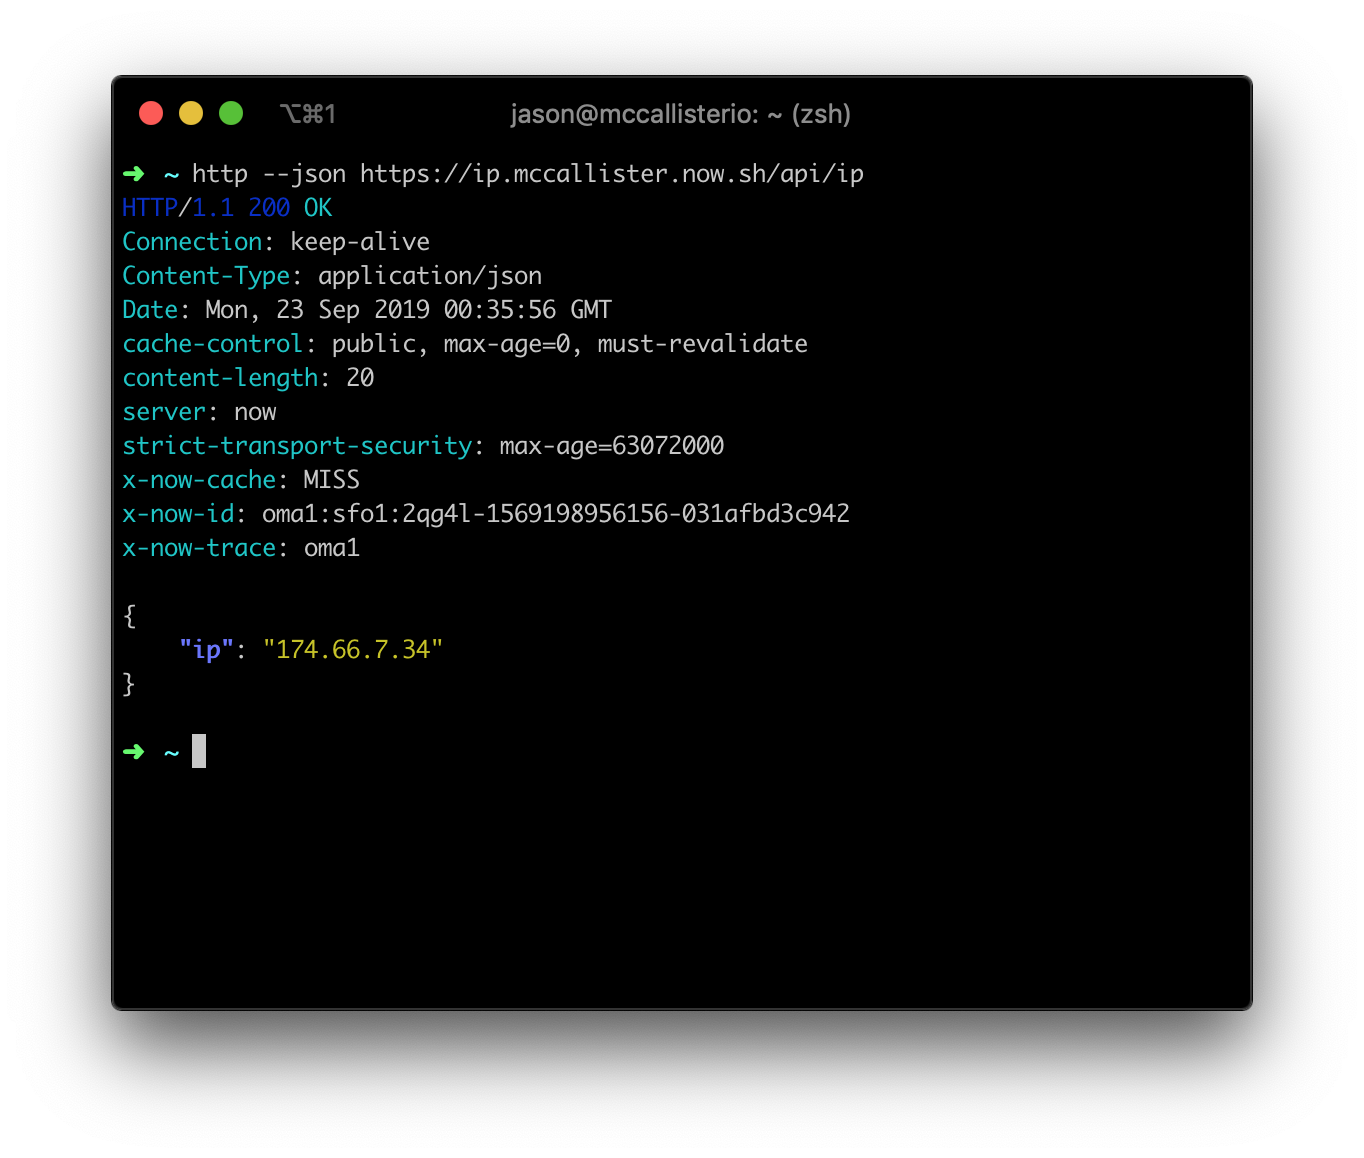 ⌥⌘1 jason@mccallisterio: ~ (zsh)
➜ ~ http --json https://ip.mccallister.now.sh/api/ip
HTTP/1.1 200 OK
Connection: keep-alive
Content-Type: application/json
Date: Mon, 23 Sep 2019 00:35:56 GMT
cache-control: public, max-age=0, must-revalidate
content-length: 20
server: now
strict-transport-security: max-age=63072000
x-now-cache: MISS
x-now-id: oma1:sfo1:2qg4l-1569198956156-031afbd3c942
x-now-trace: oma1
{
    "ip": "174.66.7.34"
}
➜ ~